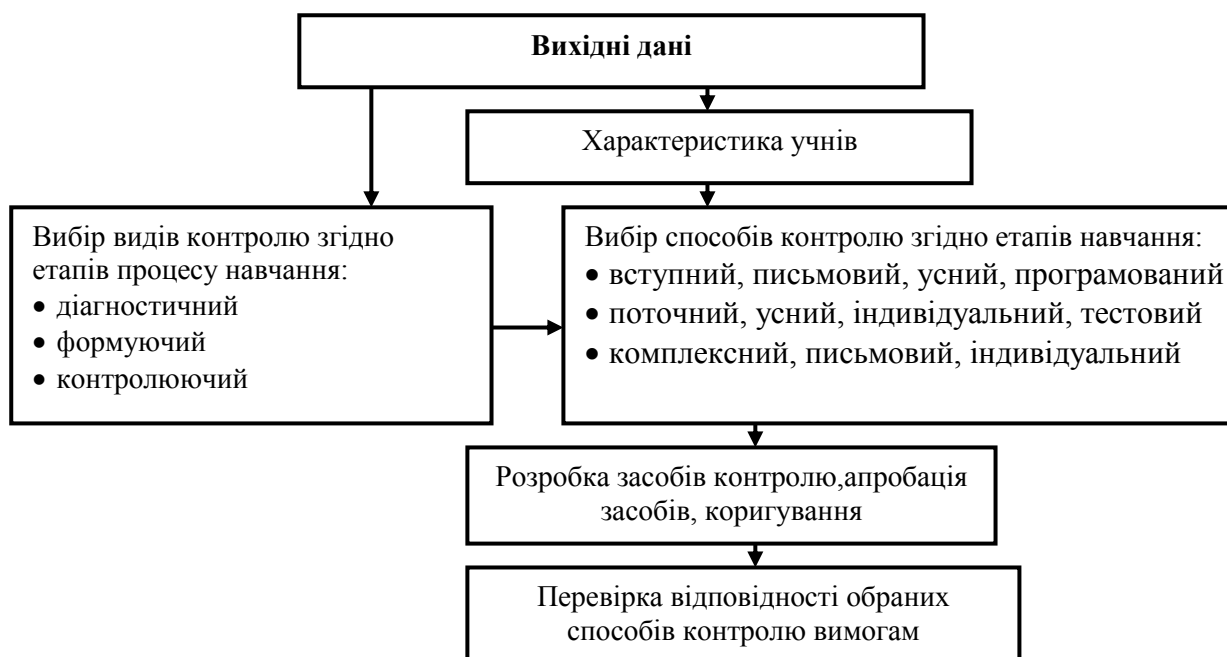 Вихідні дані
Характеристика учнів
Вибір видів контролю згідно
етапів процесу навчання:
• діагностичний
• формуючий
• контролюючий
Вибір способів контролю згідно етапів навчання:
• вступний, письмовий, усний, програмований
• поточний, усний, індивідуальний, тестовий
• комплексний, письмовий, індивідуальний
Розробка засобів контролю,апробація
засобів, коригування
Перевірка відповідності обраних
способів контролю вимогам